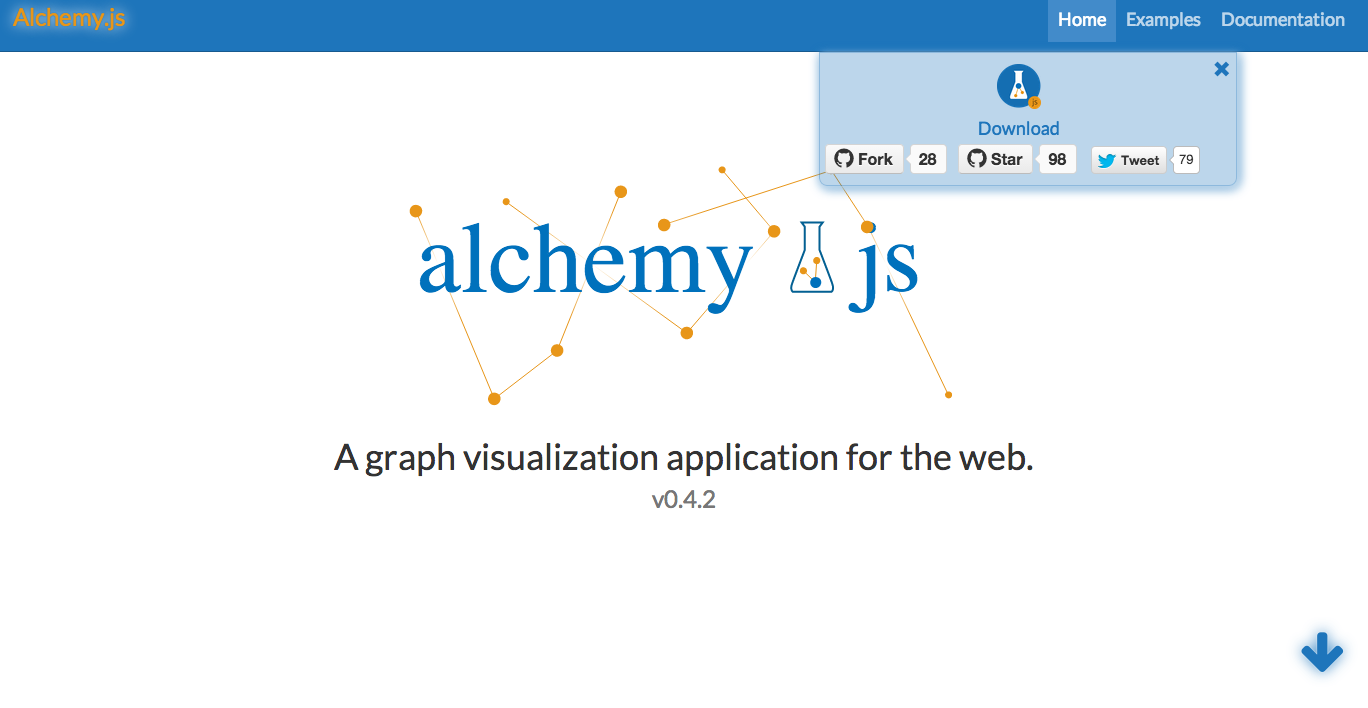 Alchemy.js
Home Examples Documentation
js
Download
Fork 28 Star 98 Tweet 79
alchemy js
A graph visualization application for the web.
v0.4.2